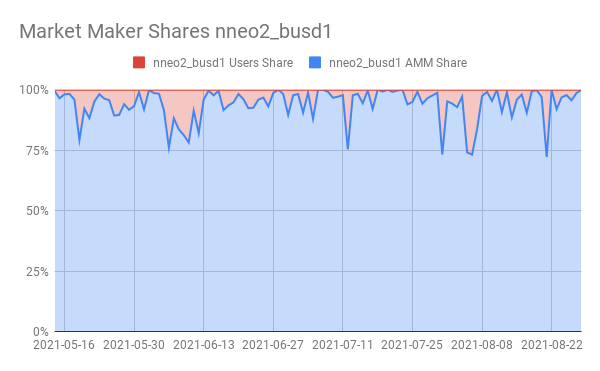 Market Maker Shares nneo2_busd1
nneo2_busd1 Users Share nneo2_busd1 AMM Share
100%
75%
50%
25%
0%
2021-05-16 2021-05-30 2021-06-13 2021-06-27 2021-07-11 2021-07-25 2021-08-08 2021-08-22